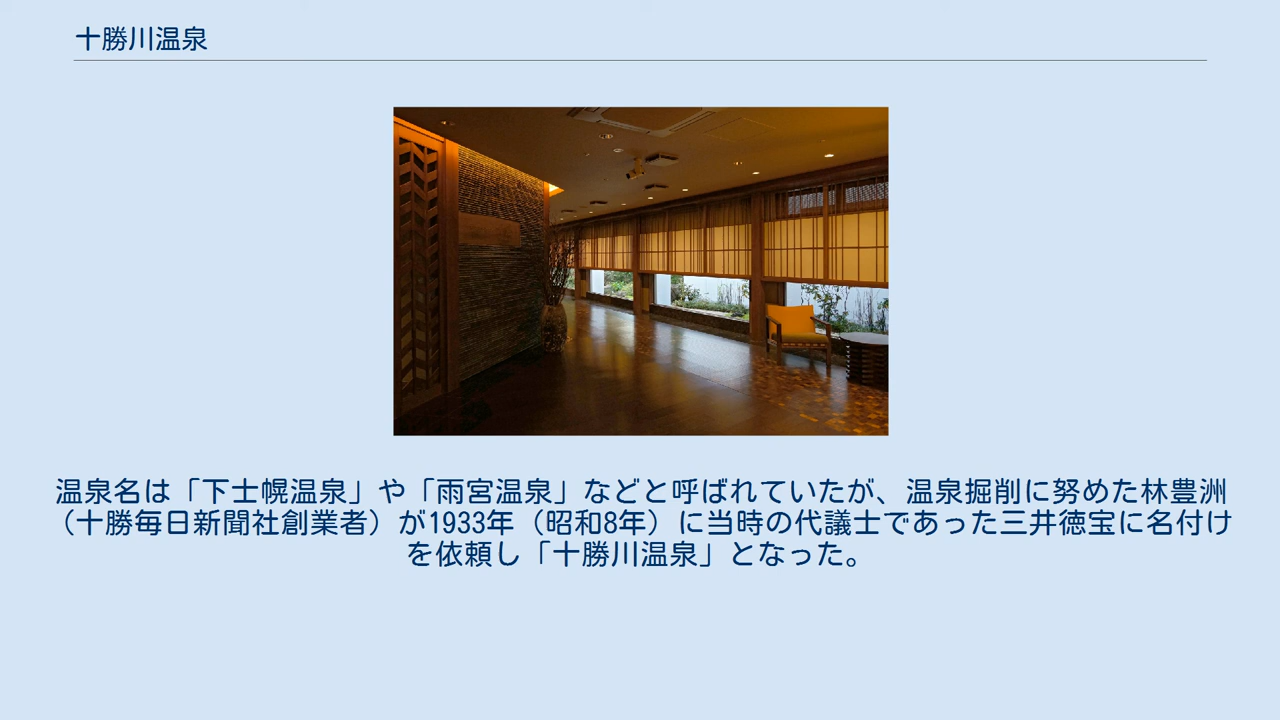 十勝川温泉
温泉名は「下士幌温泉」や「雨宮温泉」などと呼ばれていたが、温泉掘削に努めた林豊洲
（十勝毎日新聞社創業者）が1933年（昭和8年）に当時の代議士であった三井徳宝に名付け
を依頼し「十勝川温泉」となった。